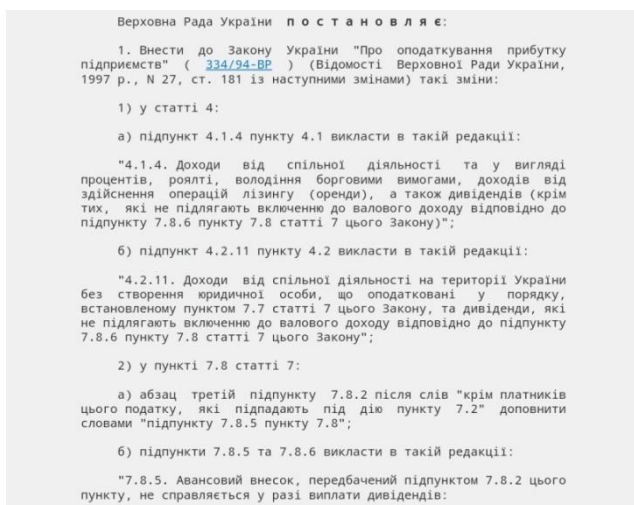 Верховна Рада України п о с т а н о в л я є:
1. Внести до Закону України "Про оподаткування прибутку
підприємств" ( 334/94-ВР ) (Відомості Верховної Ради України,
1997 р., N 27, ст. 181 із наступними змінами) такі зміни:
1) у статті 4:
а) підпункт 4.1.4 пункту 4.1 викласти в такій редакції:
"4.1.4. Доходи від спільної діяльності та у вигляді
процентів, роялті, володіння борговими вимогами, доходів від
здійснення операцій лізингу (оренди), а також дивідендів (крім
тих, які не підлягають включенню до валового доходу відповідно до
підпункту 7.8.6 пункту 7.8 статті 7 цього Закону)";
б) підпункт 4.2.11 пункту 4.2 викласти в такій редакції:
"4.2.11. Доходи від спільної діяльності на території України
без створення юридичної особи, що оподатковані у порядку,
встановленому пунктом 7.7 статті 7 цього Закону, та дивіденди, які
не підлягають включенню до валового доходу відповідно до підпункту
7.8.6 пункту 7.8 статті 7 цього Закону";
2) у пункті 7.8 статті 7:
а) абзац третій підпункту 7.8.2 після слів "крім платників
цього податку, які підпадають під дію пункту 7.2" доповнити
словами "підпункту 7.8.5 пункту 7.8";
б) підпункти 7.8.5 та 7.8.6 викласти в такій редакції:
"7.8.5. Авансовий внесок, передбачений підпунктом 7.8.2 цього
пункту, не справляється у разі виплати дивідендів: